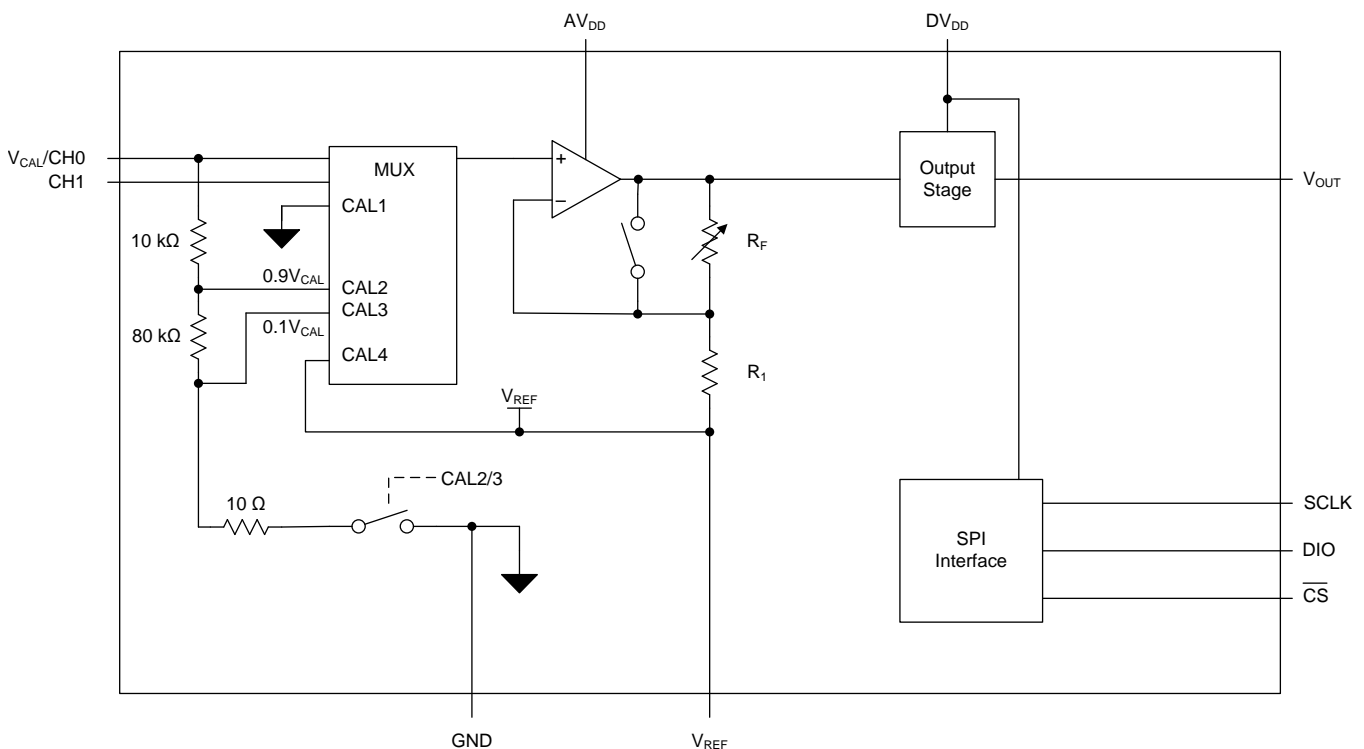 AVDD
DVDD
VCAL/CH0
CH1
MUX
CAL1
10 kΩ
0.9VCAL
CAL2
CAL3
80 kΩ
0.1VCAL
CAL4
+
−
RF
R1
Output
Stage
VOUT
VREF
CAL2/3
10 Ω
SPI
Interface
SCLK
DIO
CS
GND
VREF